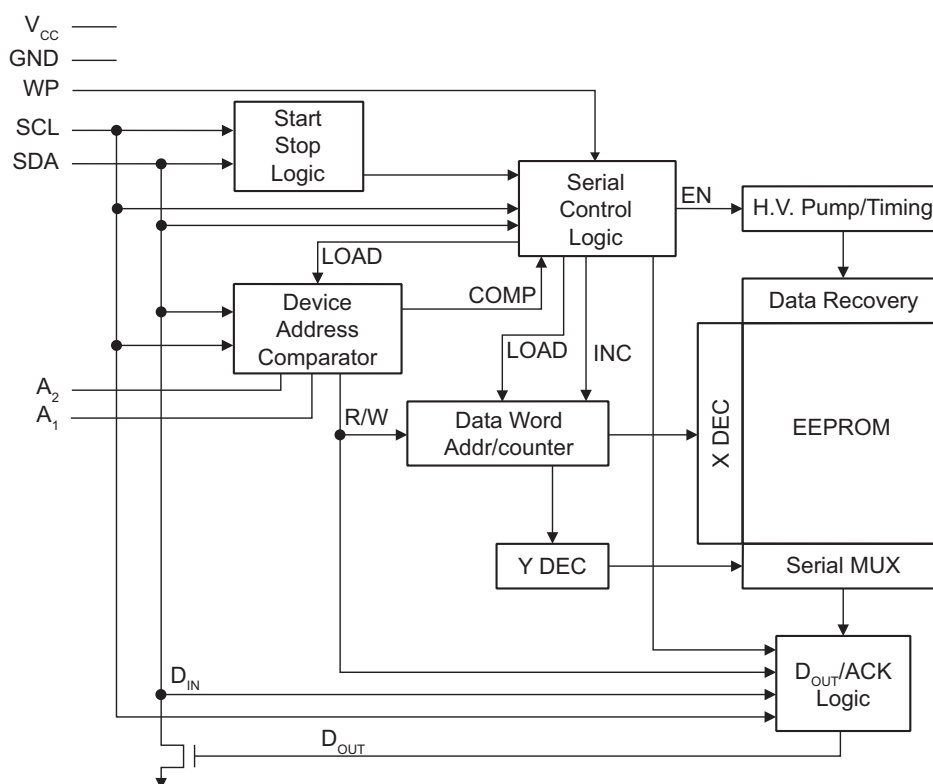 V_CC
GND
WP
SCL
SDA
Start
Stop
Logic
Serial
Control
Logic
EN
H.V. Pump/Timing
LOAD
COMP
Device
Address
Comparator
Data Recovery
LOAD
INC
A_2
A_1
R/W
Data Word
Addr/counter
X DEC
EEPROM
Y DEC
Serial MUX
D_IN
D_OUT/ACK
Logic
D_OUT